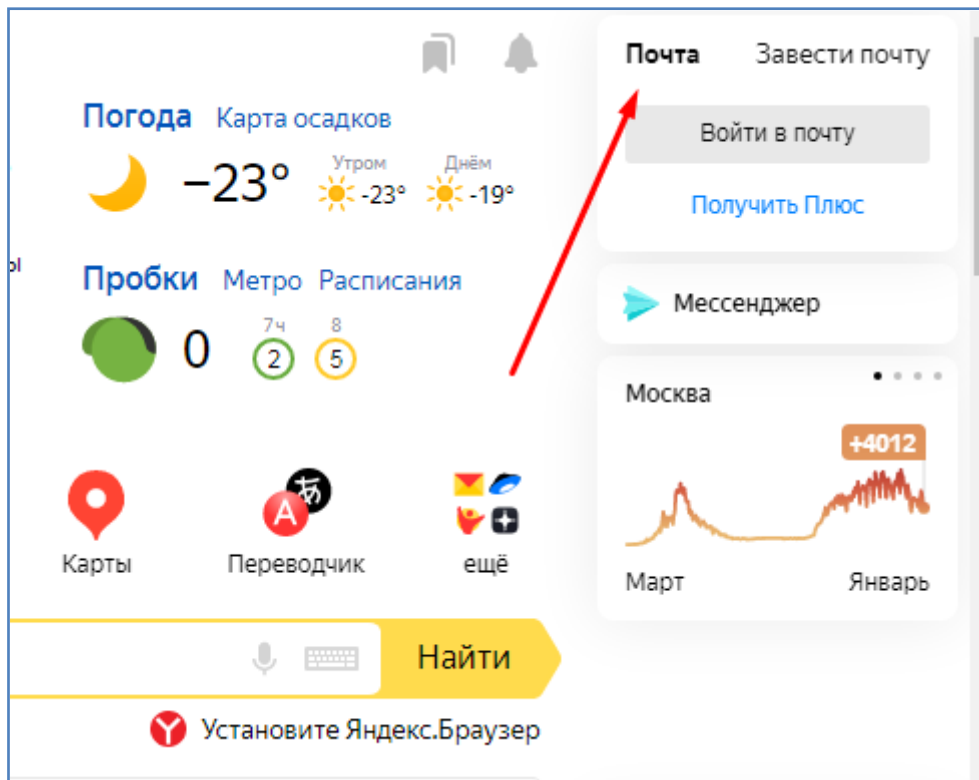 Почта Завести почту
Войти в почту
Получить Плюс
Погода Карта осадков
−23° Утром -23° Днём -19°
ы
Пробки Метро Расписания
0 7ч 2 8 5
Мессенджер
Москва
+4012
Март Январь
Карты Переводчик ещё
Найти
Установите Яндекс.Браузер